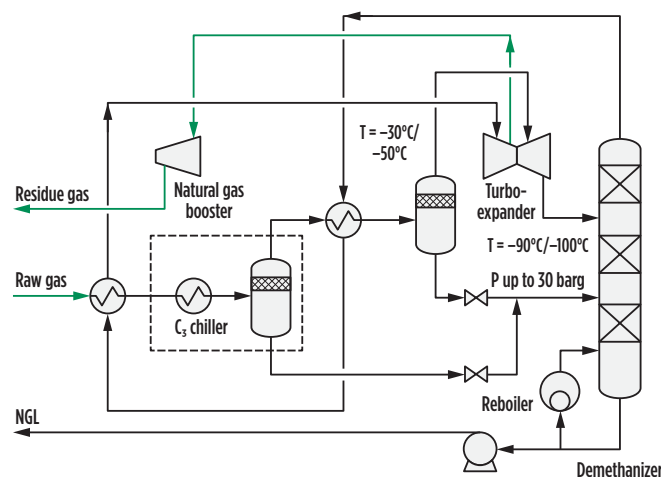 T = –30°C/
–50°C
Residue gas
Natural gas
booster
Turbo-
expander
T = –90°C/–100°C
Raw gas
C₃ chiller
P up to 30 barg
Reboiler
NGL
Demethanizer